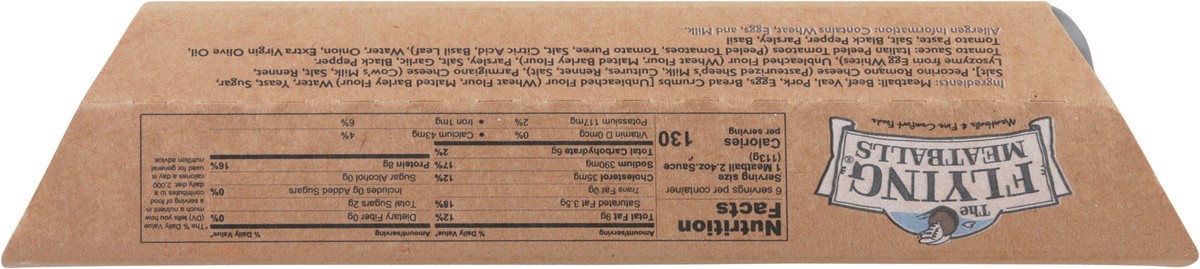 The
FLYING
MEATBALLS®
Meatballs & Fine Comfort Foods
Nutrition
Facts
6 servings per container
Serving
size
1 Meatball 2.4oz.Sauce
(113g)
Calories
per serving
130
Amount/serving % Daily Value*
Total Fat 9g 12%
Saturated Fat 3.5g 18%
Trans Fat 0g
Cholesterol 35mg 12%
Sodium 390mg 17%
Total Carbohydrate 6g 2%
Amount/serving % Daily Value*
Dietary Fiber 0g 0%
Total Sugars 2g
Includes 0g Added Sugars 0%
Sugar Alcohol 0g
Protein 8g 16%
Vitamin D 0mcg 0% • Calcium 43mg 4%
Potassium 117mg 2% • Iron 1mg 6%
*The % Daily Value
(DV) tells you how
much a nutrient in
a serving of food
contributes to a
daily diet. 2,000
calories a day is
used for general
nutrition advice.
Ingredients: Meatball: Beef, Veal, Pork, Eggs, Bread Crumbs [Unbleached Flour (Wheat Flour, Malted Barley Flour) Water, Yeast, Sugar,
Salt], Pecorino Romano Cheese (Pasturized Sheep's Milk, Cultures, Rennet, Salt), Parmigiano Cheese (Cow's Milk, Salt, Rennet,
Lysozyme from Egg Whites), Unbleached Flour (Wheat Flour, Malted Barley Flour), Parsley, Salt, Garlic, Black Pepper.
Tomato Sauce: Italian Peeled Tomatoes (Peeled Tomatoes, Tomato Puree, Salt, Citric Acid, Basil Leaf), Water, Onion, Extra Virgin Olive Oil,
Tomato Paste, Salt, Black Pepper, Parsley, Basil
Allergen Information: Contains Wheat, Eggs, and Milk.